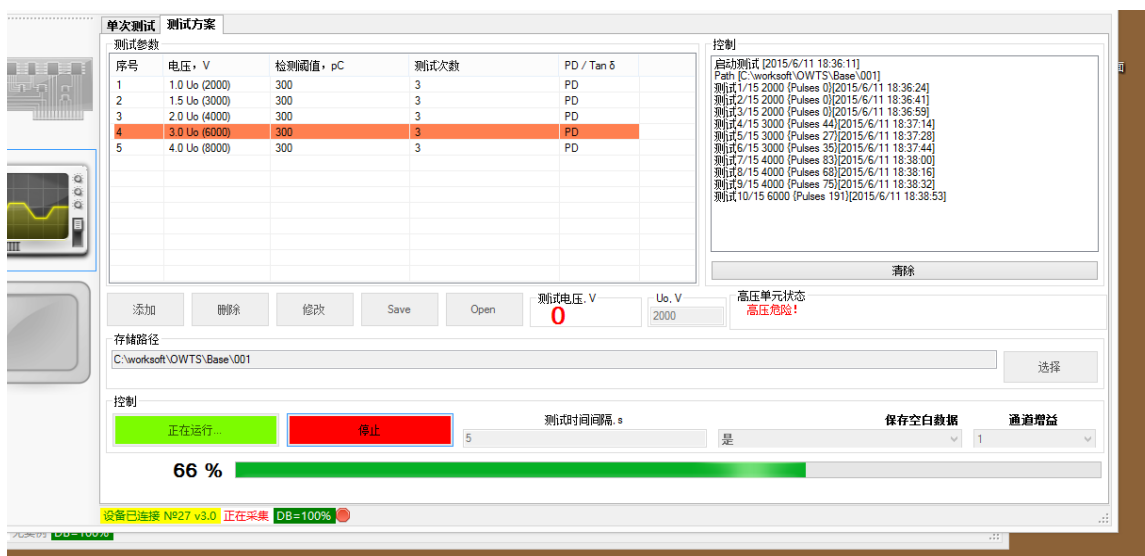 单次测试 测试方案
测试参数
序号 电压，V 检测阈值，pC 测试次数 PD / Tan δ
1 1.0 Uo (2000) 300 3 PD
2 1.5 Uo (3000) 300 3 PD
3 2.0 Uo (4000) 300 3 PD
4 3.0 Uo (6000) 300 3 PD
5 4.0 Uo (8000) 300 3 PD
控制
启动测试 [2015/6/11 18:36:11]
Path [C:\worksoft\OWTS\Base\001]
测试1/15 2000 {Pulses 0}[2015/6/11 18:36:24]
测试2/15 2000 {Pulses 0}[2015/6/11 18:36:41]
测试3/15 2000 {Pulses 0}[2015/6/11 18:36:59]
测试4/15 3000 {Pulses 44}[2015/6/11 18:37:14]
测试5/15 3000 {Pulses 27}[2015/6/11 18:37:28]
测试6/15 3000 {Pulses 35}[2015/6/11 18:37:44]
测试7/15 4000 {Pulses 83}[2015/6/11 18:38:00]
测试8/15 4000 {Pulses 68}[2015/6/11 18:38:16]
测试9/15 4000 {Pulses 75}[2015/6/11 18:38:32]
测试10/15 6000 {Pulses 191}[2015/6/11 18:38:53]
清除
添加 删除 修改 Save Open
测试电压. V
0
Uo, V
2000
高压单元状态
高压危险!
存储路径
C:\worksoft\OWTS\Base\001
选择
控制
正在运行... 停止
测试时间间隔. s
5
保存空白数据
是
通道增益
1
66 %
设备已连接 №27 v3.0 正在采集 DB=100%
DB=100%